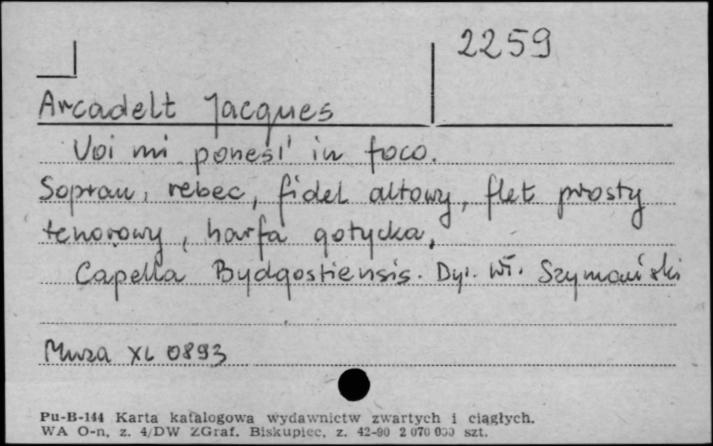 2259
Arcadelt Jacques
Voi mi ponesi' in foco.
Sopran, rebec, fidel altowy, flet prosty
tenorowy, harfa gotycka,
Capella Bydgostiensis. Dyr. Wł. Szymański
Muza XL 0893
Pu-B-144 Karta katalogowa wydawnictw zwartych i ciągłych.
WA O-n, z. 4/DW ZGraf. Biskupiec, z. 42-90 2 070 000 szt.